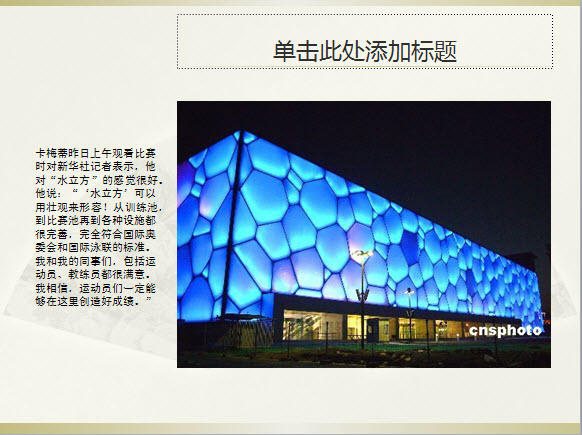 单击此处添加标题
卡梅蒂昨日上午观看比赛
时对新华社记者表示，他
对“水立方”的感觉很好。
他说：“‘水立方’可以
用壮观来形容！从训练池，
到比赛池再到各种设施都
很完善，完全符合国际奥
委会和国际泳联的标准。
我和我的同事们，包括运
动员、教练员都很满意。
我相信，运动员们一定能
够在这里创造好成绩。”
cnsphoto